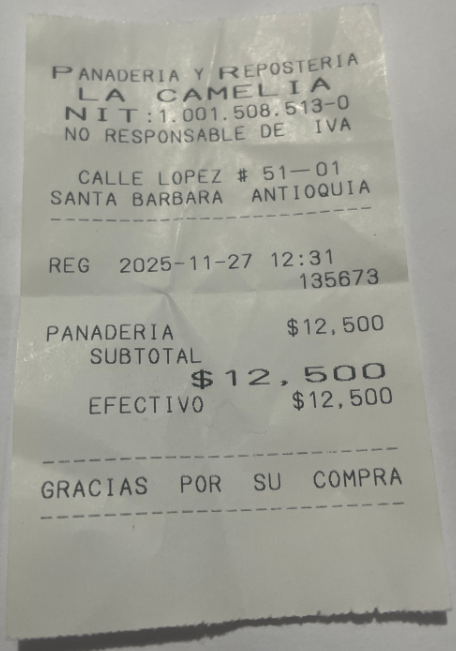 PANADERIA Y REPOSTERIA
LA CAMELIA
NIT:1.001.508.513-0
NO RESPONSABLE DE IVA
CALLE LOPEZ # 51-01
SANTA BARBARA ANTIOQUIA
REG 2025-11-27 12:31
135673
PANADERIA $12,500
SUBTOTAL
$12,500
EFECTIVO $12,500
GRACIAS POR SU COMPRA